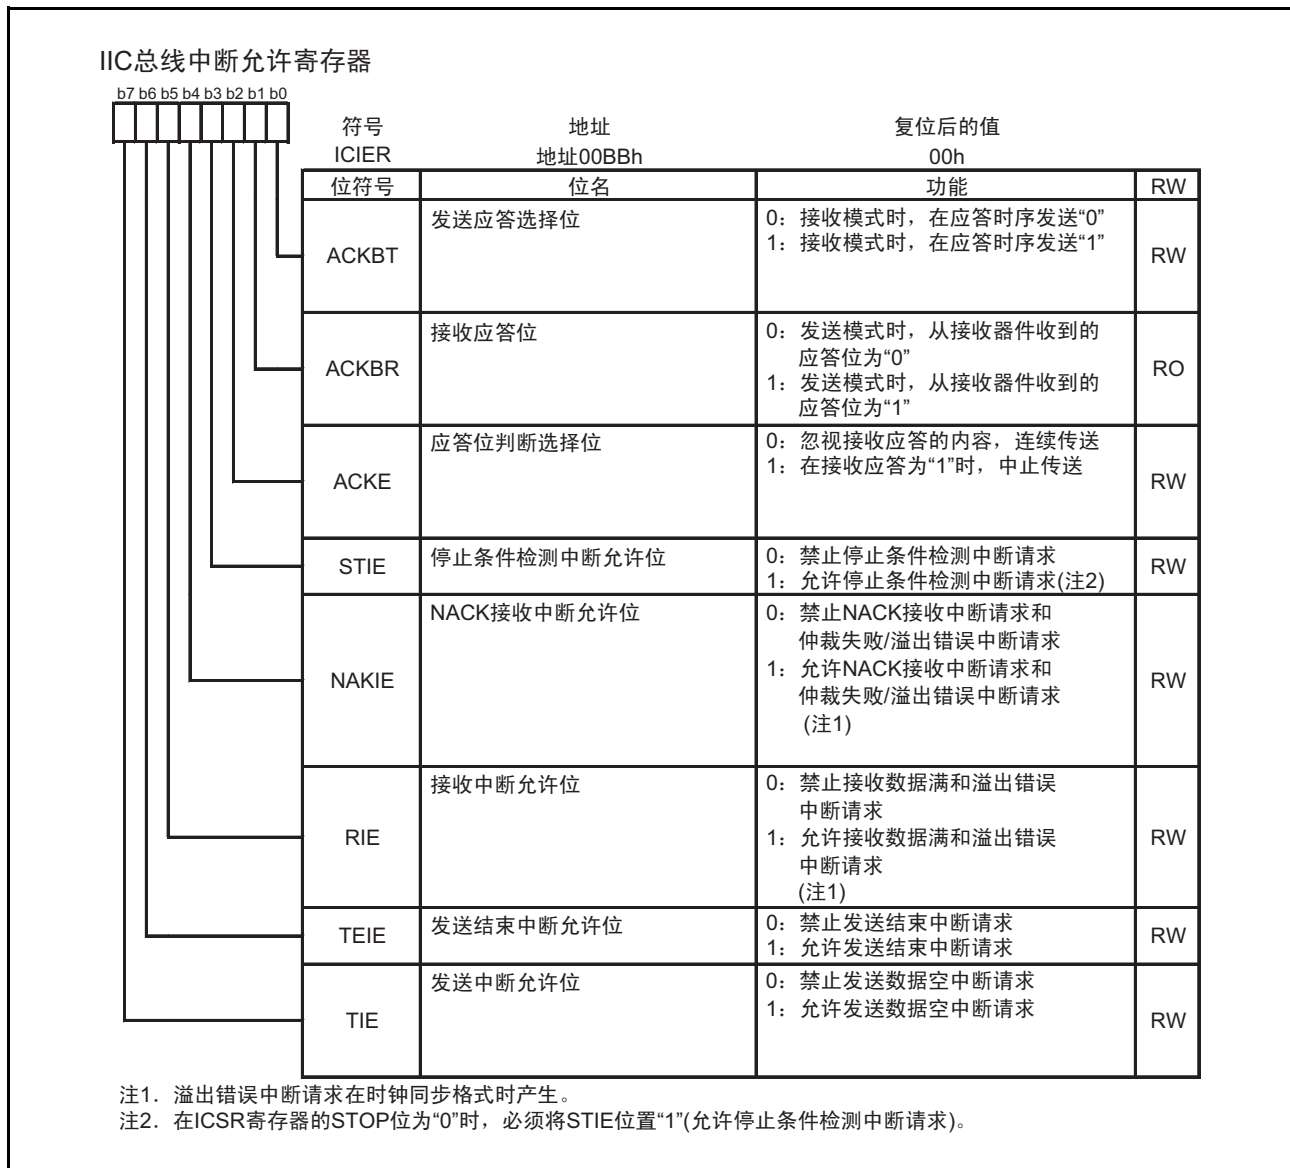 IIC总线中断允许寄存器
b7 b6 b5 b4 b3 b2 b1 b0
符号 地址 复位后的值
ICIER 地址00BBh 00h
位符号 位名 功能 RW
ACKBT 发送应答选择位 0：接收模式时，在应答时序发送“0”
1：接收模式时，在应答时序发送“1” RW
ACKBR 接收应答位 0：发送模式时，从接收器件收到的
应答位为“0”
1：发送模式时，从接收器件收到的
应答位为“1” RO
ACKE 应答位判断选择位 0：忽视接收应答的内容，连续传送
1：在接收应答为“1”时，中止传送 RW
STIE 停止条件检测中断允许位 0：禁止停止条件检测中断请求
1：允许停止条件检测中断请求(注2) RW
NAKIE NACK接收中断允许位 0：禁止NACK接收中断请求和
仲裁失败/溢出错误中断请求
1：允许NACK接收中断请求和
仲裁失败/溢出错误中断请求
(注1) RW
RIE 接收中断允许位 0：禁止接收数据满和溢出错误
中断请求
1：允许接收数据满和溢出错误
中断请求
(注1) RW
TEIE 发送结束中断允许位 0：禁止发送结束中断请求
1：允许发送结束中断请求 RW
TIE 发送中断允许位 0：禁止发送数据空中断请求
1：允许发送数据空中断请求 RW
注1．溢出错误中断请求在时钟同步格式时产生。
注2．在ICSR寄存器的STOP位为“0”时，必须将STIE位置“1”(允许停止条件检测中断请求)。